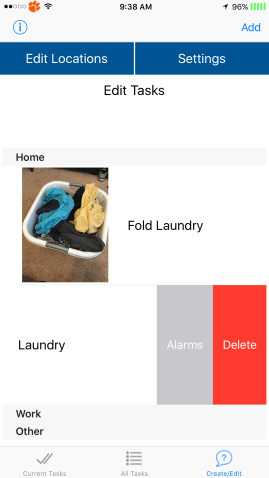 9:38 AM
96%
Add
Edit Locations
Settings
Edit Tasks
Home
Fold Laundry
Laundry
Alarms
Delete
Work
Other
Current Tasks
All Tasks
Create/Edit